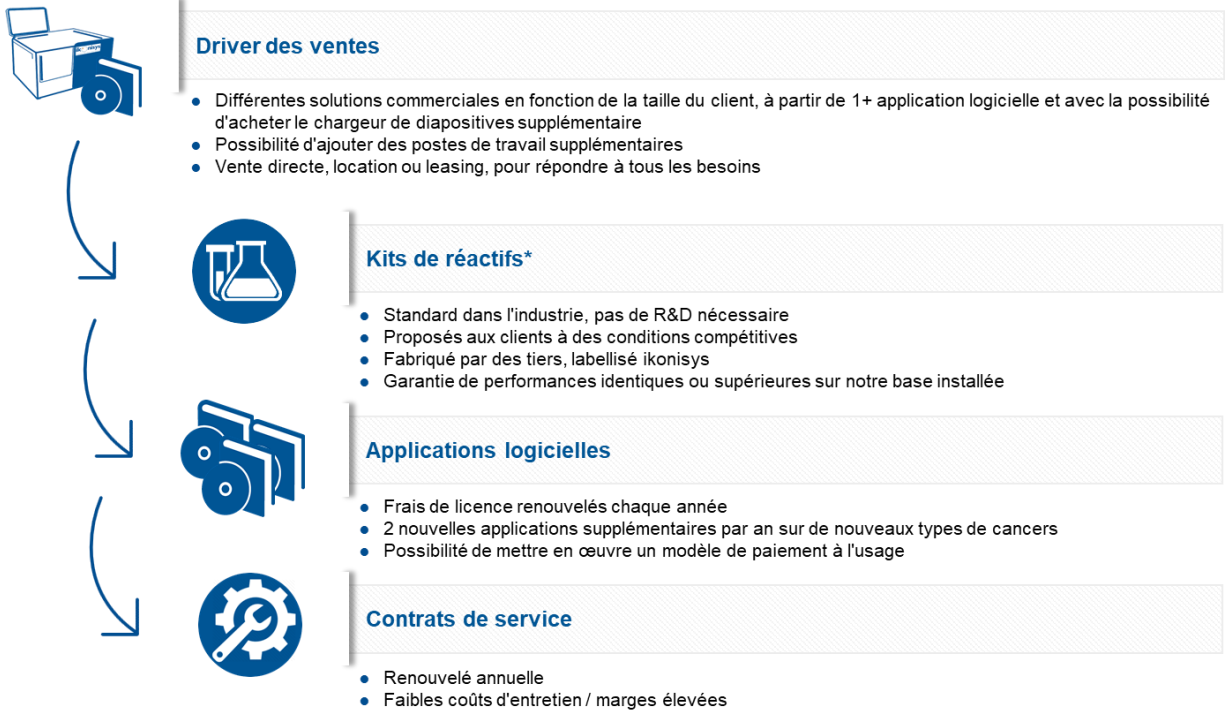 Driver des ventes
Différentes solutions commerciales en fonction de la taille du client, à partir de 1+ application logicielle et avec la possibilité
d'acheter le chargeur de diapositives supplémentaire
Possibilité d'ajouter des postes de travail supplémentaires
Vente directe, location ou leasing, pour répondre à tous les besoins
Kits de réactifs*
Standard dans l'industrie, pas de R&D nécessaire
Proposés aux clients à des conditions compétitives
Fabriqué par des tiers, labellisé ikonisys
Garantie de performances identiques ou supérieures sur notre base installée
Applications logicielles
Frais de licence renouvelés chaque année
2 nouvelles applications supplémentaires par an sur de nouveaux types de cancers
Possibilité de mettre en œuvre un modèle de paiement à l'usage
Contrats de service
Renouvelé annuelle
Faibles coûts d'entretien / marges élevées